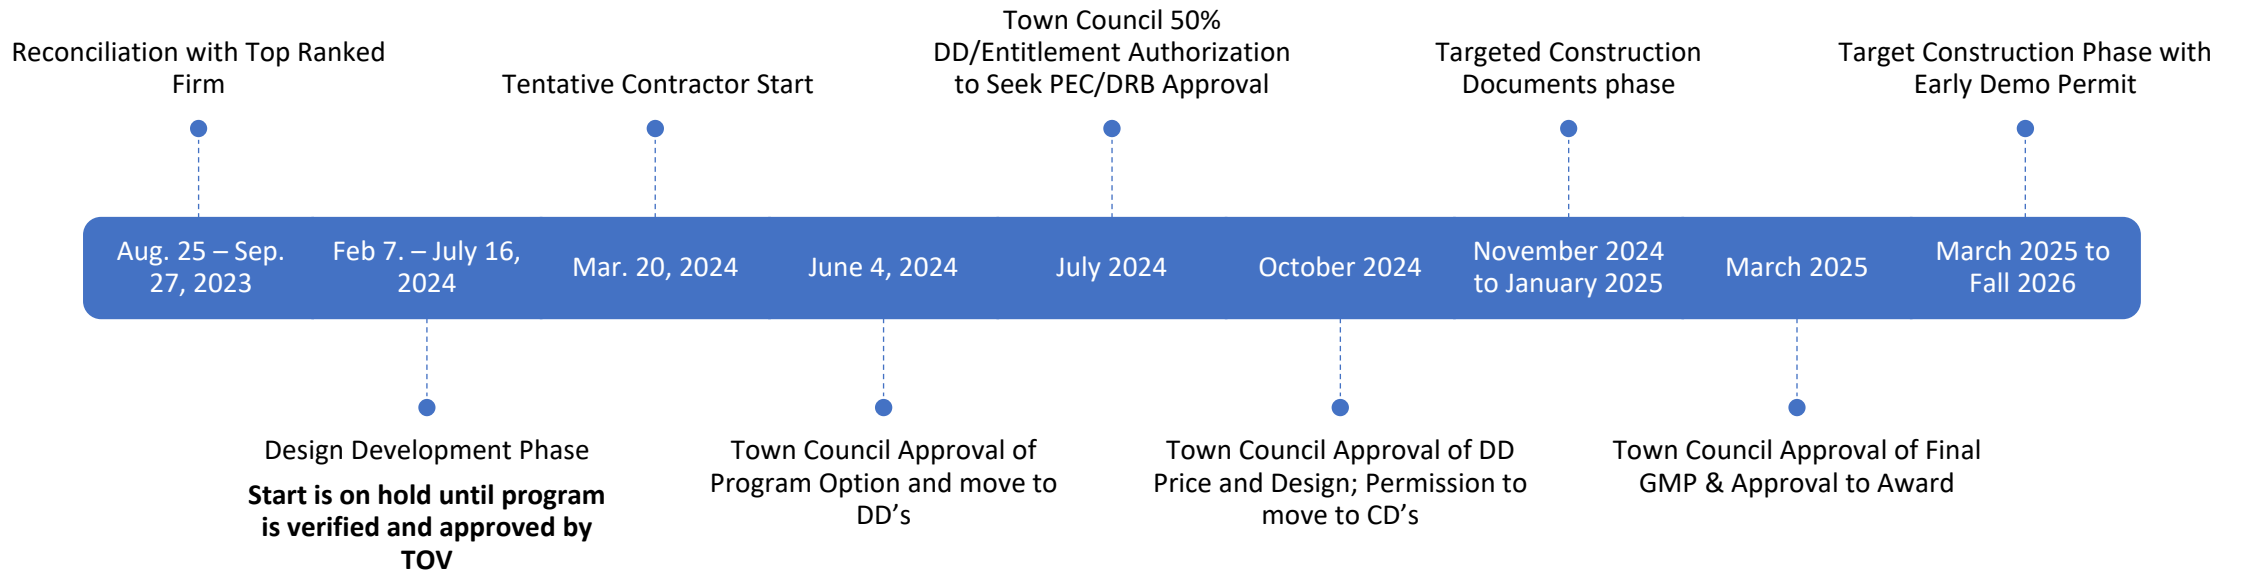 Reconciliation with Top Ranked
Firm
Tentative Contractor Start
Town Council 50%
DD/Entitlement Authorization
to Seek PEC/DRB Approval
Targeted Construction
Documents phase
Target Construction Phase with
Early Demo Permit
Aug. 25 – Sep.
27, 2023
Feb 7. – July 16,
2024
Mar. 20, 2024
June 4, 2024
July 2024
October 2024
November 2024
to January 2025
March 2025
March 2025 to
Fall 2026
Design Development Phase
Start is on hold until program
is verified and approved by
TOV
Town Council Approval of
Program Option and move to
DD’s
Town Council Approval of DD
Price and Design; Permission to
move to CD’s
Town Council Approval of Final
GMP & Approval to Award